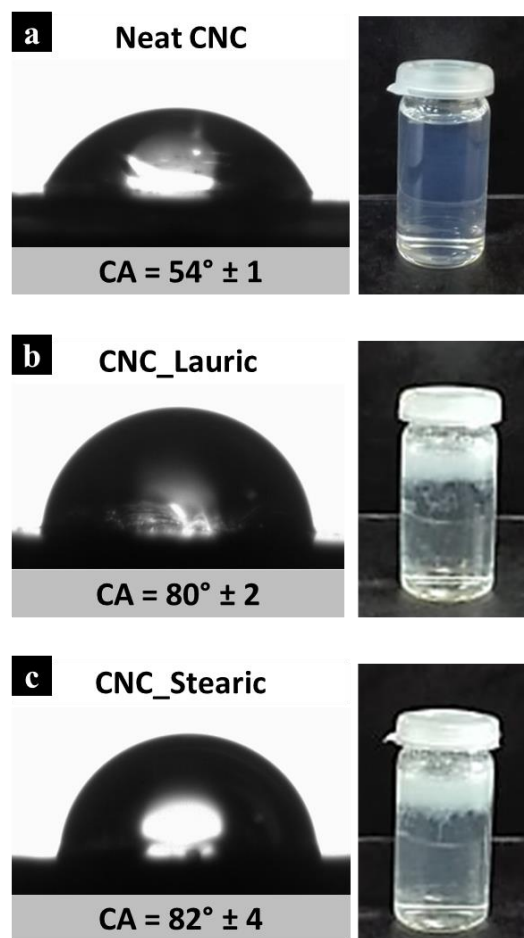 a
Neat CNC
CA = 54° ± 1
b
CNC_Lauric
CA = 80° ± 2
c
CNC_Stearic
CA = 82° ± 4